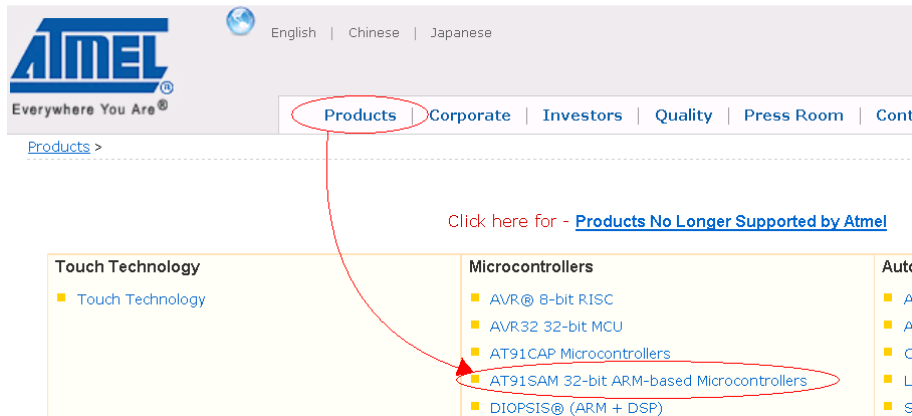 ATMEL®
Everywhere You Are®
English | Chinese | Japanese
Products | Corporate | Investors | Quality | Press Room | Cont
Products >
Click here for - Products No Longer Supported by Atmel
Touch Technology
Touch Technology
Microcontrollers
AVR® 8-bit RISC
AVR32 32-bit MCU
AT91CAP Microcontrollers
AT91SAM 32-bit ARM-based Microcontrollers
DIOPSIS® (ARM + DSP)
Auto
A
A
C
L
S